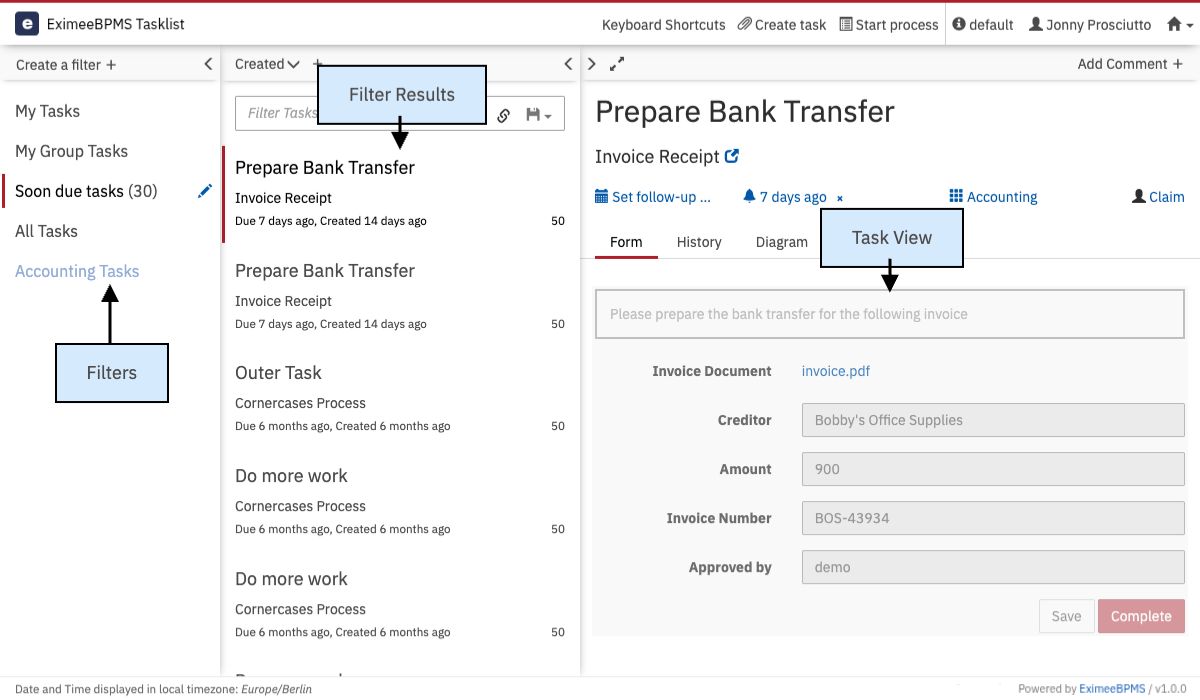 EximeeBPMS Tasklist
Keyboard Shortcuts Create task Start process default Jonny Prosciutto
Create a filter +
My Tasks
My Group Tasks
Soon due tasks (30)
All Tasks
Accounting Tasks
Filters
Created +
Filter Results
Filter Tasks
Prepare Bank Transfer
Invoice Receipt
Due 7 days ago, Created 14 days ago 50
Prepare Bank Transfer
Invoice Receipt
Due 7 days ago, Created 14 days ago 50
Outer Task
Cornercases Process
Due 6 months ago, Created 6 months ago 50
Do more work
Cornercases Process
Due 6 months ago, Created 6 months ago 50
Do more work
Cornercases Process
Due 6 months ago, Created 6 months ago 50
Add Comment +
Prepare Bank Transfer
Invoice Receipt
Set follow-up ... 7 days ago × Accounting Claim
Form History Diagram
Task View
Please prepare the bank transfer for the following invoice
Invoice Document invoice.pdf
Creditor Bobby's Office Supplies
Amount 900
Invoice Number BOS-43934
Approved by demo
Save Complete
Date and Time displayed in local timezone: Europe/Berlin
Powered by EximeeBPMS / v1.0.0